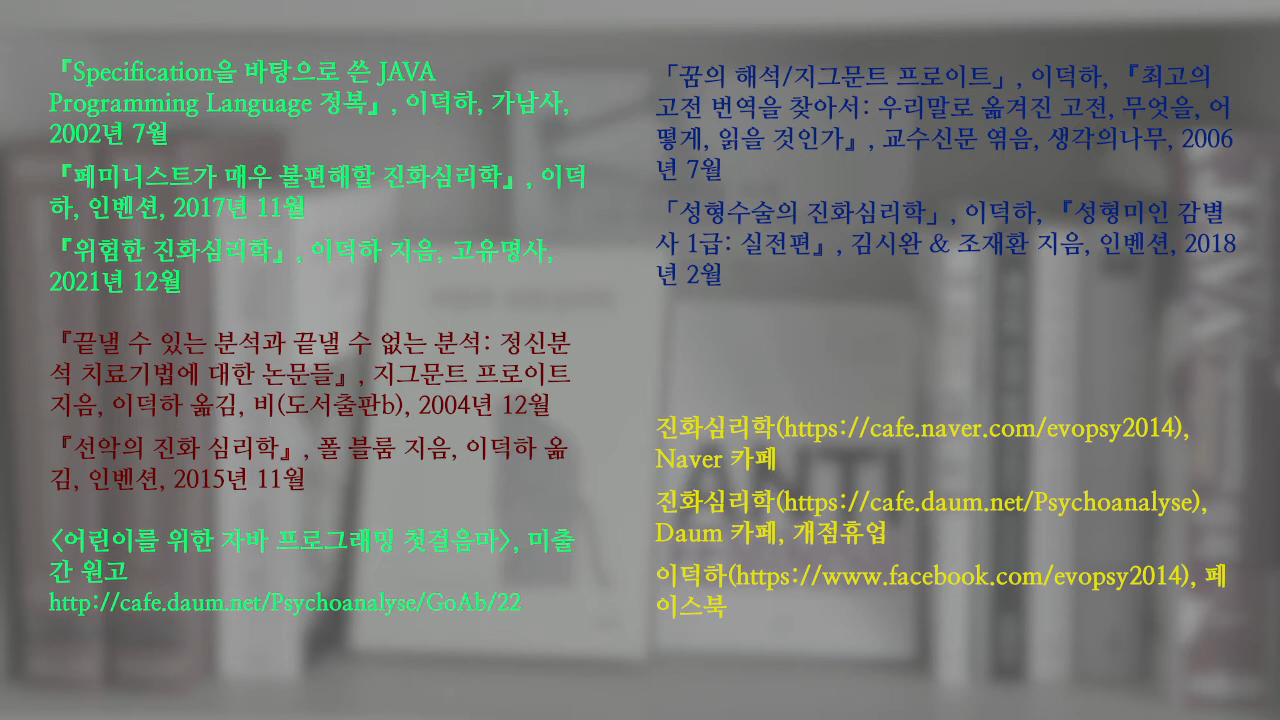 『Specification을 바탕으로 쓴 JAVA
Programming Language 정복』, 이덕하, 가남사,
2002년 7월
『페미니스트가 매우 불편해할 진화심리학』, 이덕
하, 인벤션, 2017년 11월
『위험한 진화심리학』, 이덕하 지음, 고유명사,
2021년 12월
『끝낼 수 있는 분석과 끝낼 수 없는 분석: 정신분
석 치료기법에 대한 논문들』, 지그문트 프로이트
지음, 이덕하 옮김, 비(도서출판b), 2004년 12월
『선악의 진화 심리학』, 폴 블룸 지음, 이덕하 옮
김, 인벤션, 2015년 11월
〈어린이를 위한 자바 프로그래밍 첫걸음마〉, 미출
간 원고
http://cafe.daum.net/Psychoanalyse/GoAb/22
「꿈의 해석/지그문트 프로이트」, 이덕하, 『최고의
고전 번역을 찾아서: 우리말로 옮겨진 고전, 무엇을, 어
떻게, 읽을 것인가』, 교수신문 엮음, 생각의나무, 2006
년 7월
「성형수술의 진화심리학」, 이덕하, 『성형미인 감별
사 1급: 실전편』, 김시완 & 조재환 지음, 인벤션, 2018
년 2월
진화심리학(https://cafe.naver.com/evopsy2014),
Naver 카페
진화심리학(https://cafe.daum.net/Psychoanalyse),
Daum 카페, 개점휴업
이덕하(https://www.facebook.com/evopsy2014), 페
이스북